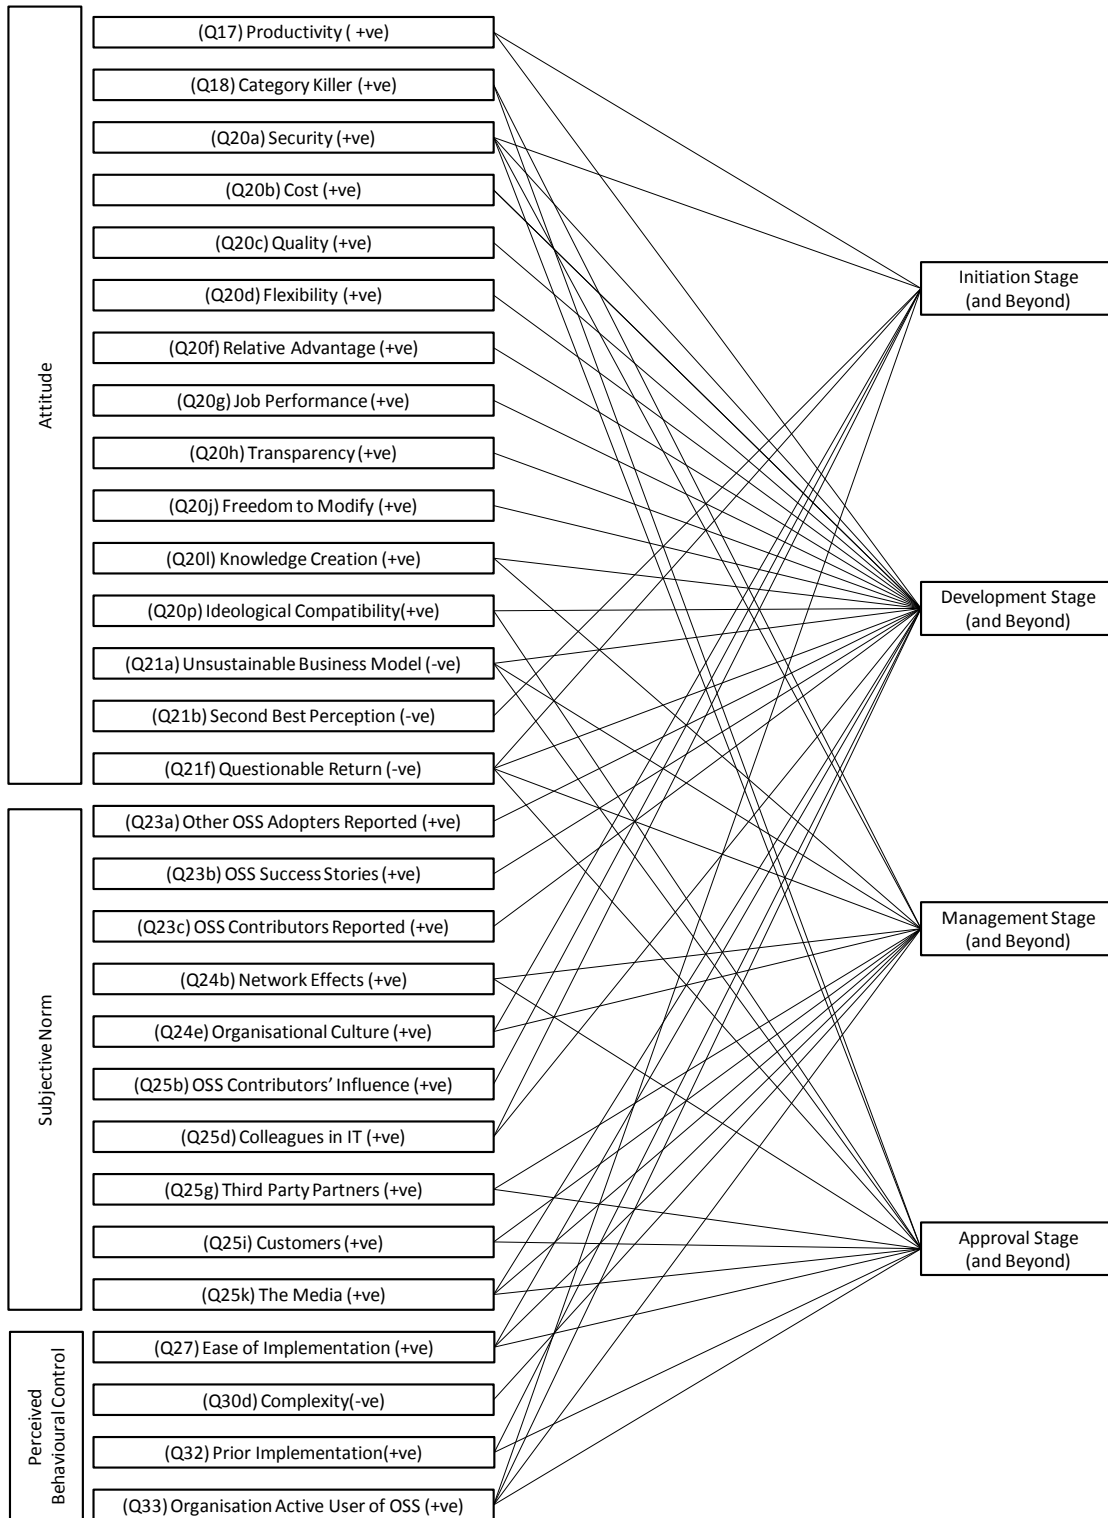 Attitude
(Q17) Productivity ( +ve)
(Q18) Category Killer (+ve)
(Q20a) Security (+ve)
(Q20b) Cost (+ve)
(Q20c) Quality (+ve)
(Q20d) Flexibility (+ve)
(Q20f) Relative Advantage (+ve)
(Q20g) Job Performance (+ve)
(Q20h) Transparency (+ve)
(Q20j) Freedom to Modify (+ve)
(Q20l) Knowledge Creation (+ve)
(Q20p) Ideological Compatibility(+ve)
(Q21a) Unsustainable Business Model (-ve)
(Q21b) Second Best Perception (-ve)
(Q21f) Questionable Return (-ve)
Subjective Norm
(Q23a) Other OSS Adopters Reported (+ve)
(Q23b) OSS Success Stories (+ve)
(Q23c) OSS Contributors Reported (+ve)
(Q24b) Network Effects (+ve)
(Q24e) Organisational Culture (+ve)
(Q25b) OSS Contributors’ Influence (+ve)
(Q25d) Colleagues in IT (+ve)
(Q25g) Third Party Partners (+ve)
(Q25i) Customers (+ve)
(Q25k) The Media (+ve)
Perceived
Behavioural Control
(Q27) Ease of Implementation (+ve)
(Q30d) Complexity(-ve)
(Q32) Prior Implementation(+ve)
(Q33) Organisation Active User of OSS (+ve)
Initiation Stage
(and Beyond)
Development Stage
(and Beyond)
Management Stage
(and Beyond)
Approval Stage
(and Beyond)